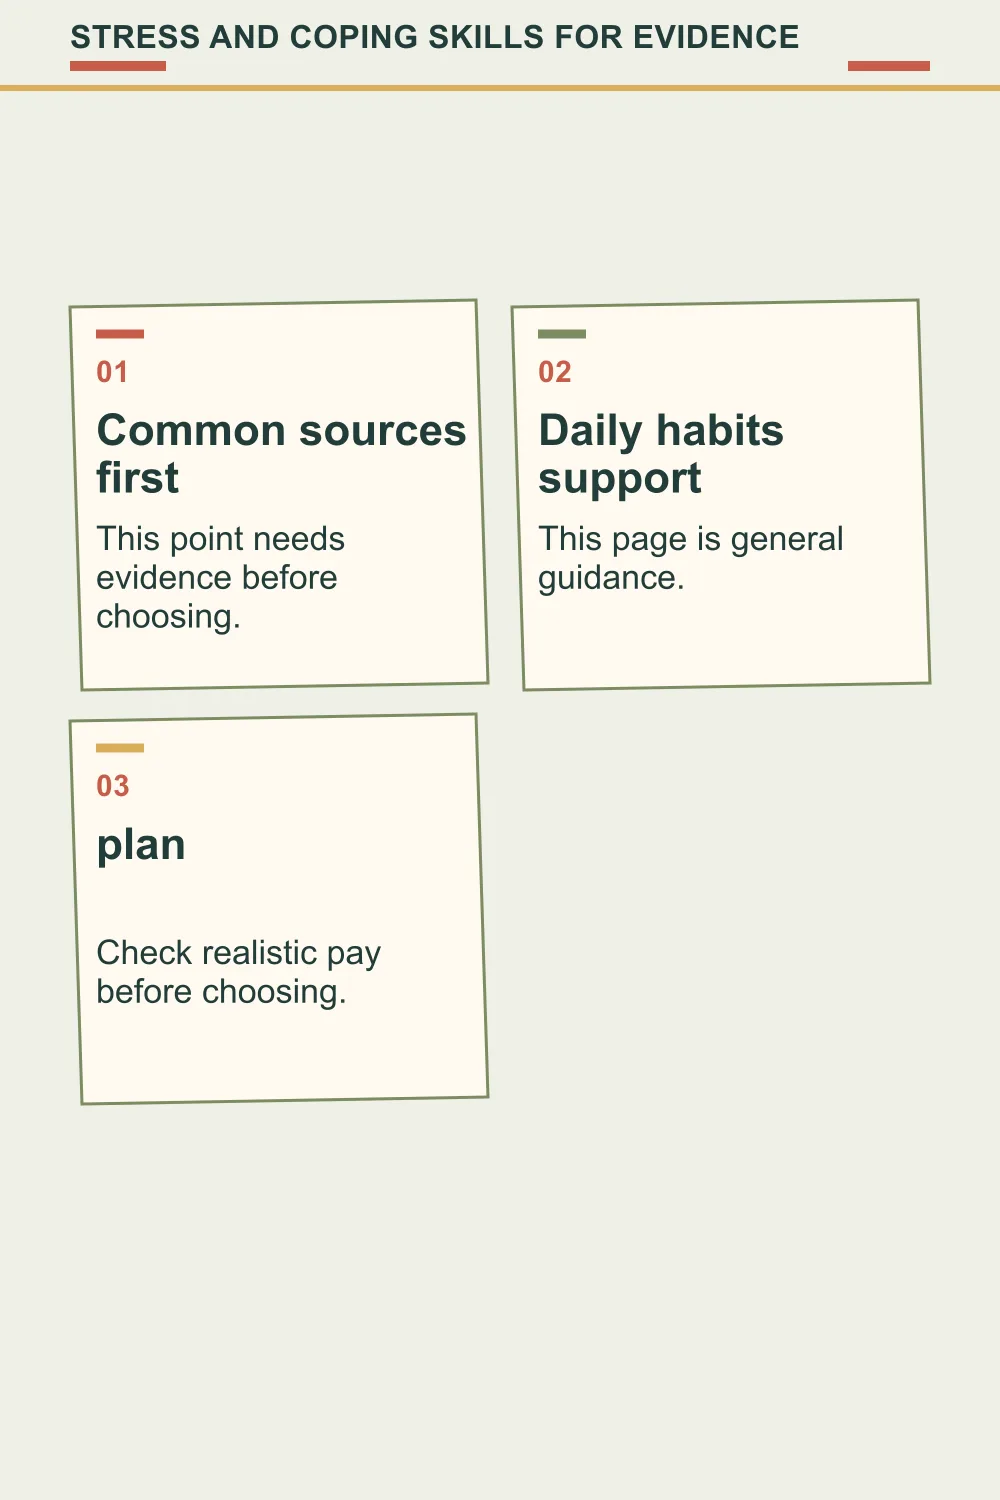 STRESS AND COPING SKILLS FOR EVIDENCE
01
Common sources
first
This point needs
evidence before
choosing.
02
Daily habits
support
This page is general
guidance.
03
plan
Check realistic pay
before choosing.